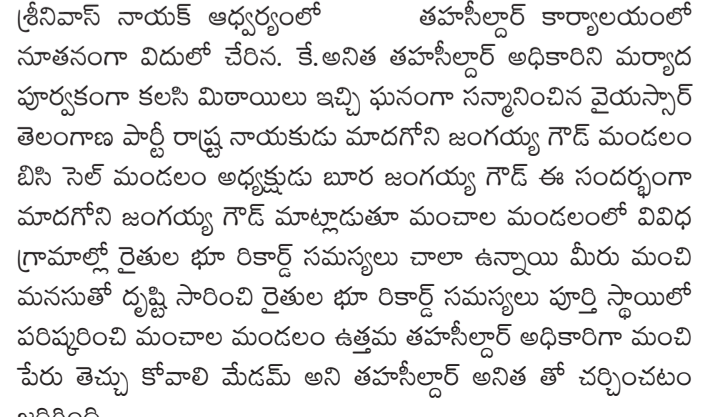 శ్రీనివాస్ నాయక్ ఆధ్వర్యంలో తహసీల్దార్ కార్యాలయంలో
నూతనంగా విదులో చేరిన. కే.అనిత తహసీల్దార్ అధికారిని మర్యాద
పూర్వకంగా కలసి మిఠాయిలు ఇచ్చి ఘనంగా సన్మానించిన వైయస్సార్
తెలంగాణ పార్టీ రాష్ట్ర నాయకుడు మాదగోని జంగయ్య గౌడ్ మండలం
బిసి సెల్ మండలం అధ్యక్షుడు బూర జంగయ్య గౌడ్ ఈ సందర్భంగా
మాదగోని జంగయ్య గౌడ్ మాట్లాడుతూ మంచాల మండలంలో వివిధ
గ్రామాల్లో రైతుల భూ రికార్డ్ సమస్యలు చాలా ఉన్నాయి మీరు మంచి
మనసుతో దృష్టి సారించి రైతుల భూ రికార్డ్ సమస్యలు పూర్తి స్థాయిలో
పరిష్కరించి మంచాల మండలం ఉత్తమ తహసీల్దార్ అధికారిగా మంచి
పేరు తెచ్చు కోవాలి మేడమ్ అని తహసీల్దార్ అనిత తో చర్చించటం